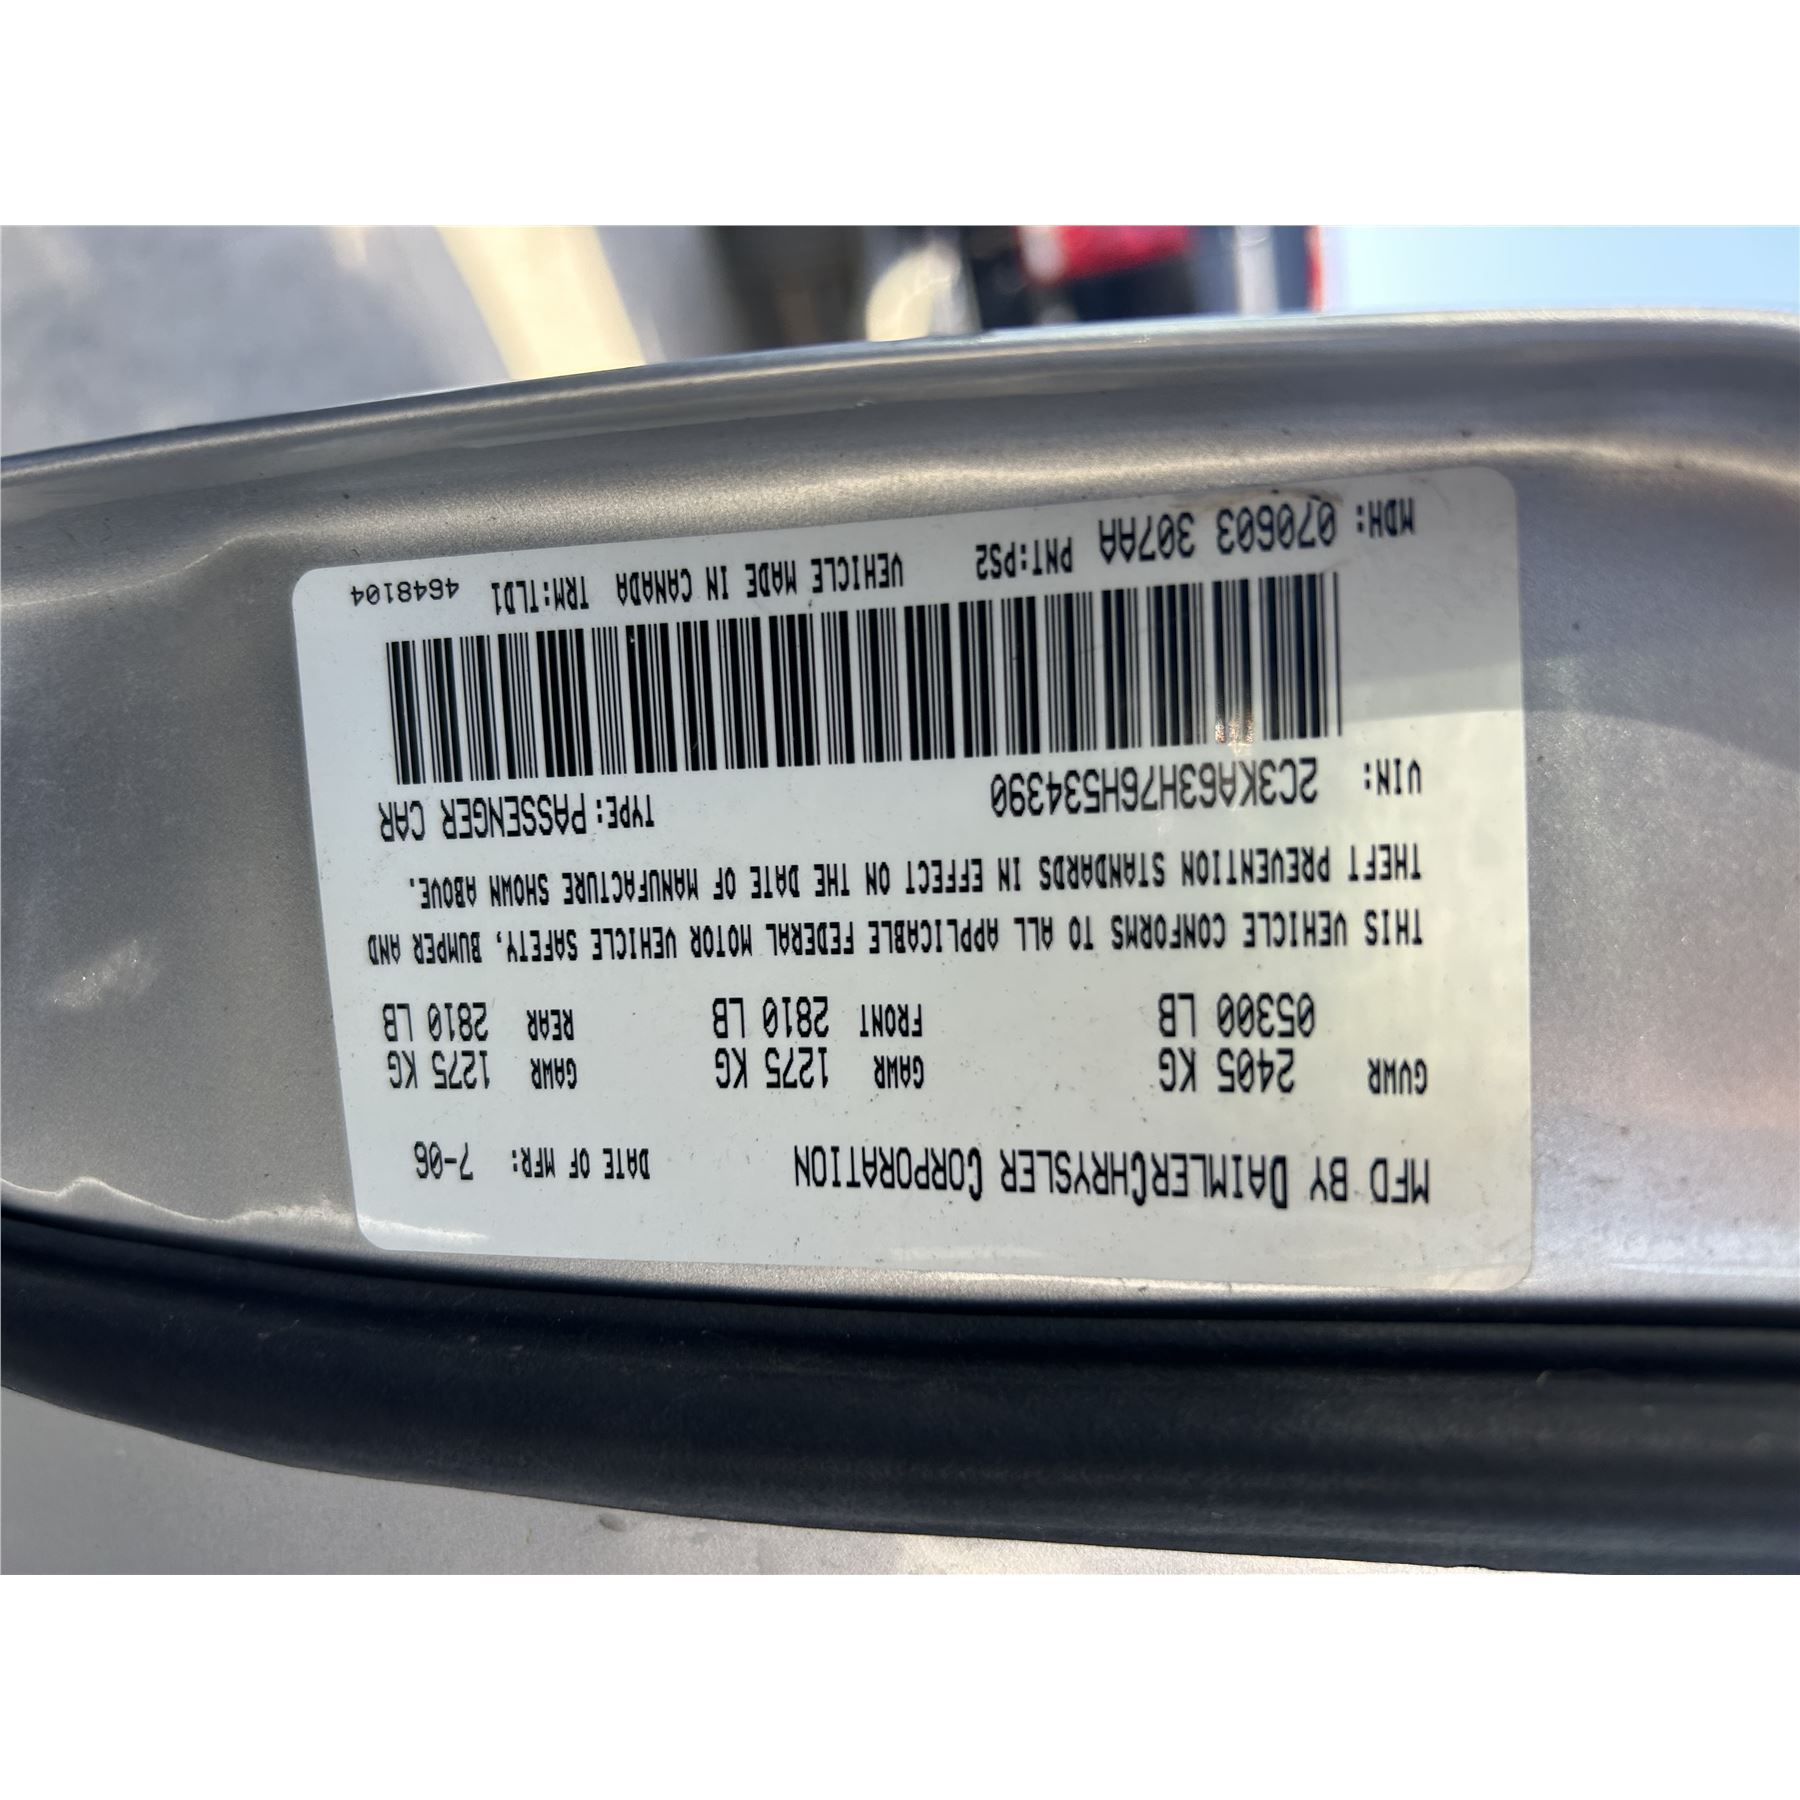 MFD BY DAIMLERCHRYSLER CORPORATION DATE OF MFR: 7-06
GVWR 2405 KG GAWR 1275 KG GAWR 1275 KG
05300 LB FRONT 2810 LB REAR 2810 LB
THIS VEHICLE CONFORMS TO ALL APPLICABLE FEDERAL MOTOR VEHICLE SAFETY, BUMPER AND
THEFT PREVENTION STANDARDS IN EFFECT ON THE DATE OF MANUFACTURE SHOWN ABOVE.
VIN: 2C3KA63H76H534390 TYPE: PASSENGER CAR
MDH: 070603 307AA PNT:PS2 VEHICLE MADE IN CANADA TRM:TLD1 4648104